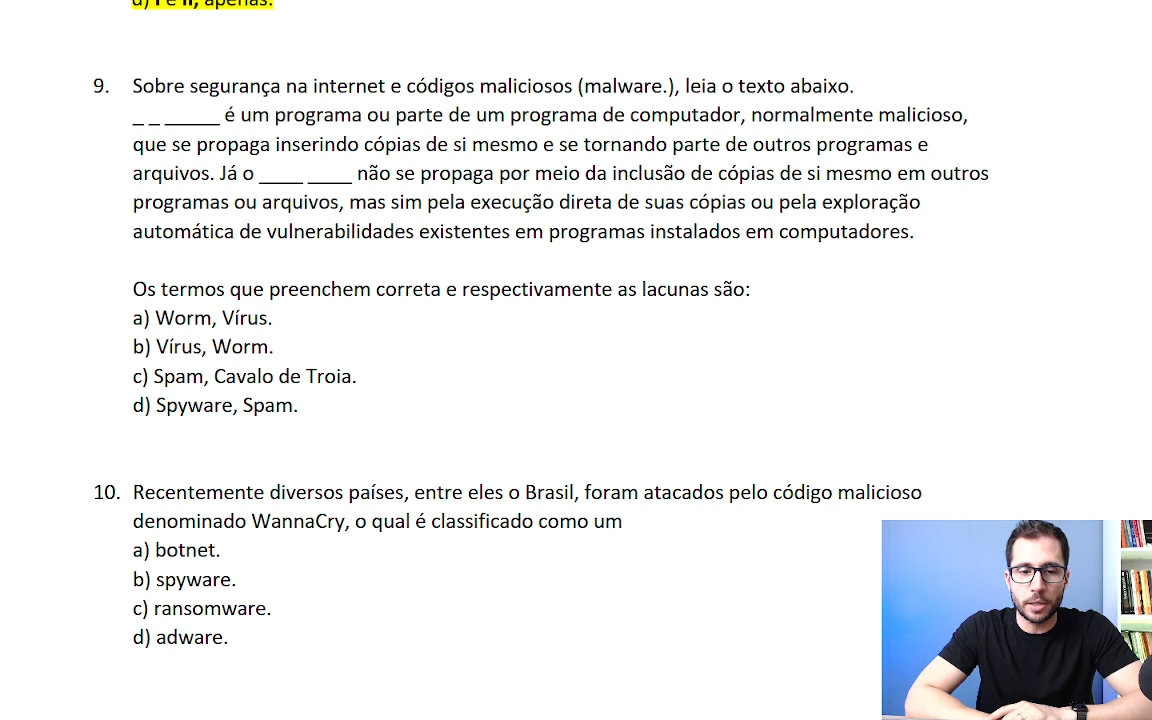 d) I e II, apenas.
9. Sobre segurança na internet e códigos maliciosos (malware.), leia o texto abaixo.
_ _ _____ é um programa ou parte de um programa de computador, normalmente malicioso,
que se propaga inserindo cópias de si mesmo e se tornando parte de outros programas e
arquivos. Já o ____ ____ não se propaga por meio da inclusão de cópias de si mesmo em outros
programas ou arquivos, mas sim pela execução direta de suas cópias ou pela exploração
automática de vulnerabilidades existentes em programas instalados em computadores.
Os termos que preenchem correta e respectivamente as lacunas são:
a) Worm, Vírus.
b) Vírus, Worm.
c) Spam, Cavalo de Troia.
d) Spyware, Spam.
10. Recentemente diversos países, entre eles o Brasil, foram atacados pelo código malicioso
denominado WannaCry, o qual é classificado como um
a) botnet.
b) spyware.
c) ransomware.
d) adware.